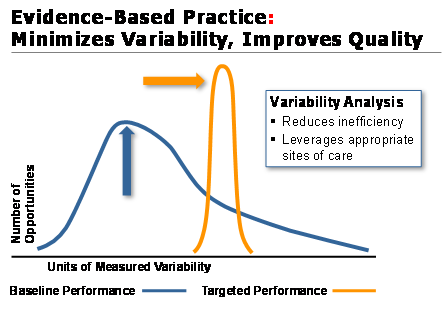 Evidence-Based Practice:
Minimizes Variability, Improves Quality
Variability Analysis
▪ Reduces inefficiency
▪ Leverages appropriate
sites of care
Number of
Opportunities
Units of Measured Variability
Baseline Performance
Targeted Performance